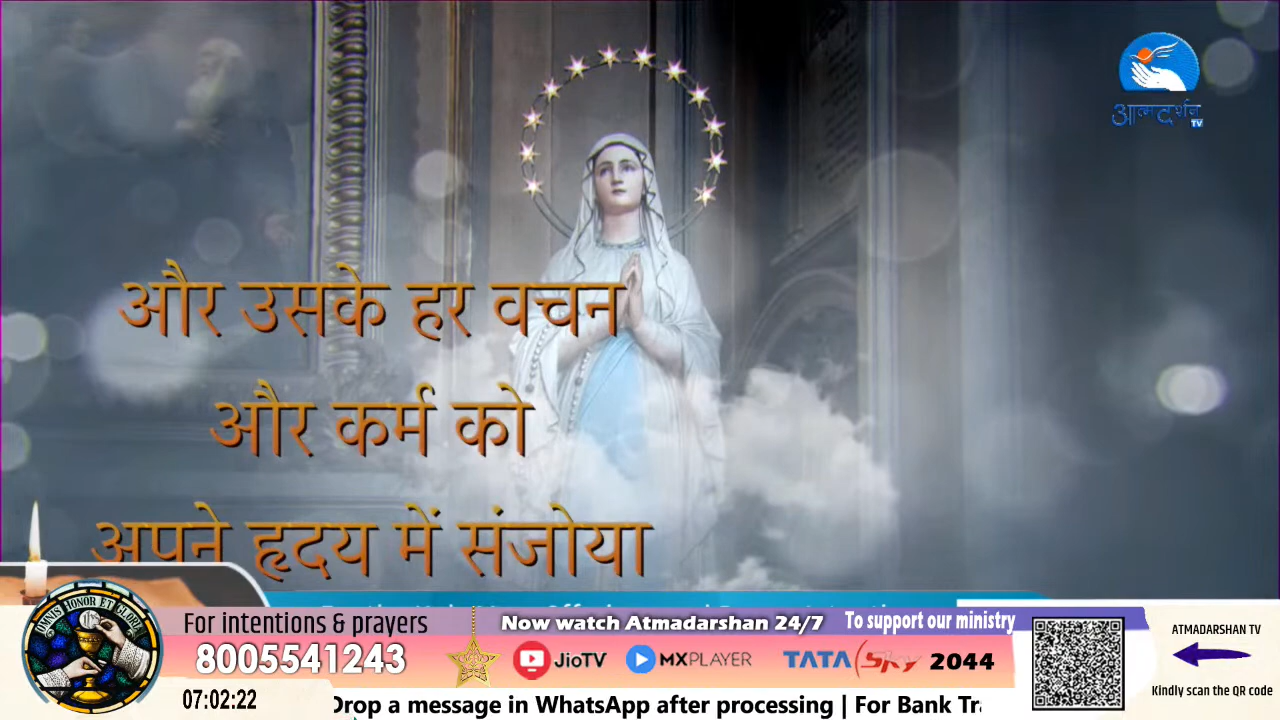 आत्मदर्शन
TV
और उसके हर वचन
और कर्म को
अपने हृदय में संजोया
OMNIS HONOR ET GLORIA
For intentions & prayers
8005541243
07:02:22
Now watch Atmadarshan 24/7
To support our ministry
JioTV
MXPLAYER
TATA Sky 2044
Drop a message in WhatsApp after processing | For Bank
ATMADARSHAN TV
Kindly scan the QR code